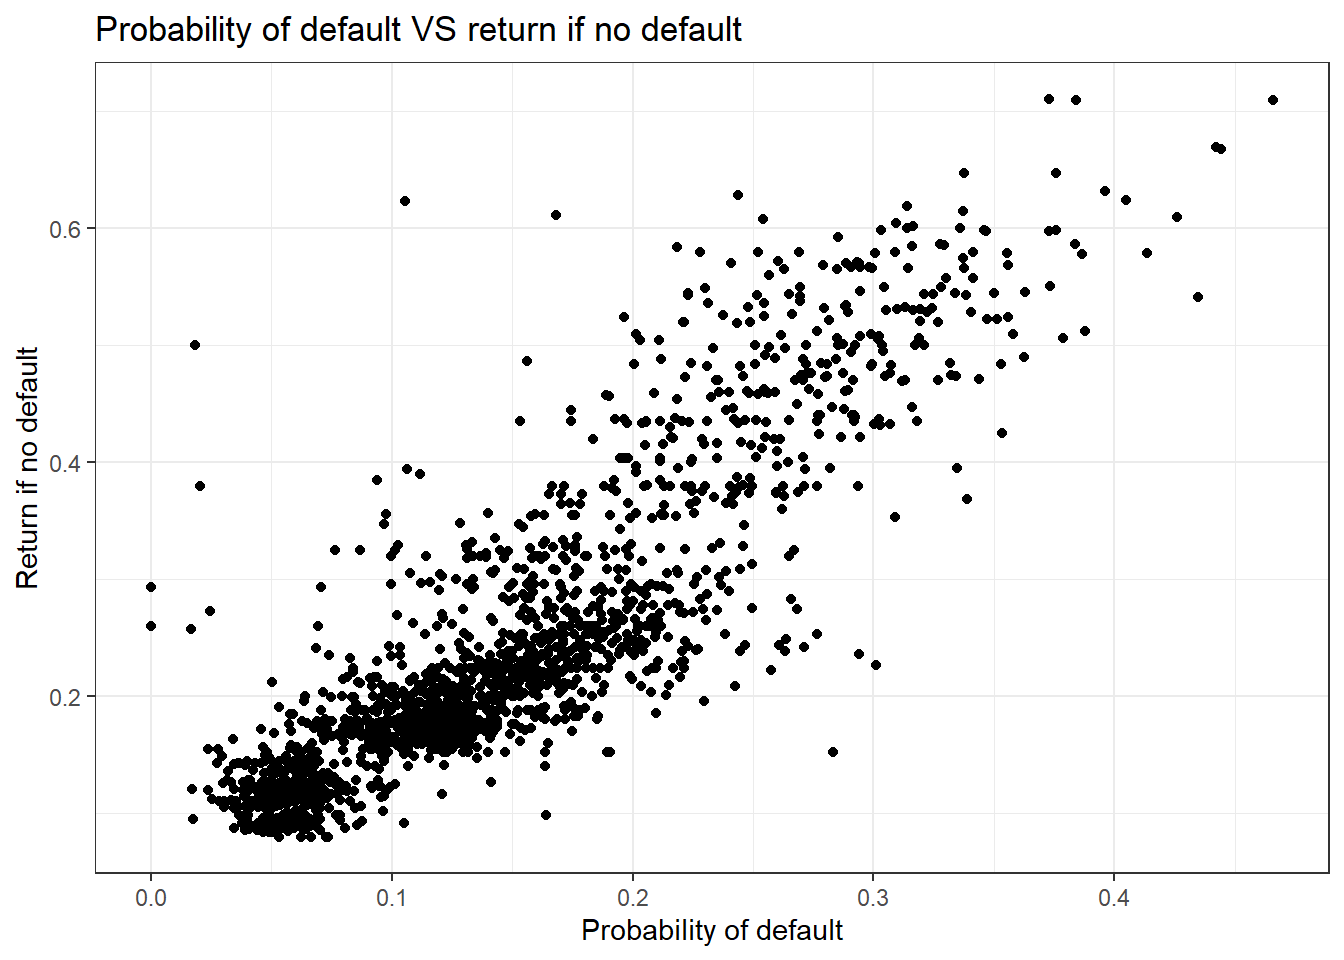 Probability of default VS return if no default
Return if no default
0.6
0.4
0.2
0.0 0.1 0.2 0.3 0.4
Probability of default